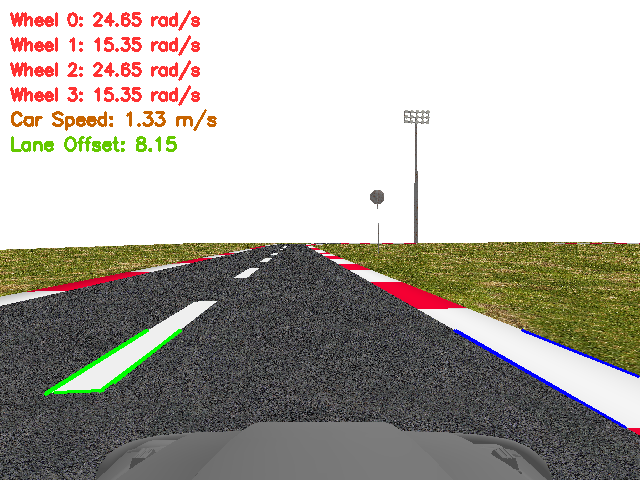 Wheel 0: 24.65 rad/s
Wheel 1: 15.35 rad/s
Wheel 2: 24.65 rad/s
Wheel 3: 15.35 rad/s
Car Speed: 1.33 m/s
Lane Offset: 8.15